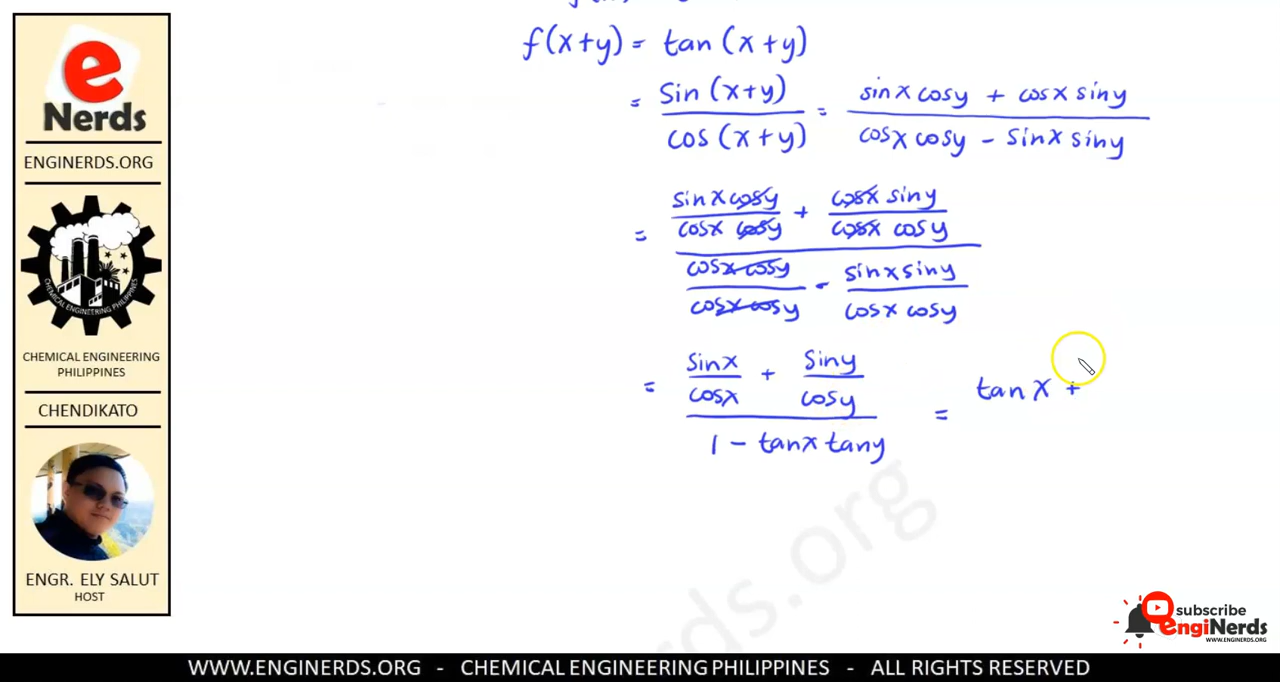 e
Nerds
ENGINERDS.ORG
CHEMICAL ENGINEERING PHILIPPINES
CHEMICAL ENGINEERING
PHILIPPINES
CHENDIKATO
ENGR. ELY SALUT
HOST
f(x+y) = tan (x+y)
= sin (x+y) / cos (x+y) = sinx cosy + cosx siny / cosx cosy - sinx siny
= sinx cosy / cosx cosy + cosx siny / cosx cosy
cosx cosy / cosx cosy - sinx siny / cosx cosy
= sinx / cosx + siny / cosy = tanx +
1 - tanx tany
rds.org
subscribe
EngiNerds
WWW.ENGINERDS.ORG
WWW.ENGINERDS.ORG - CHEMICAL ENGINEERING PHILIPPINES - ALL RIGHTS RESERVED